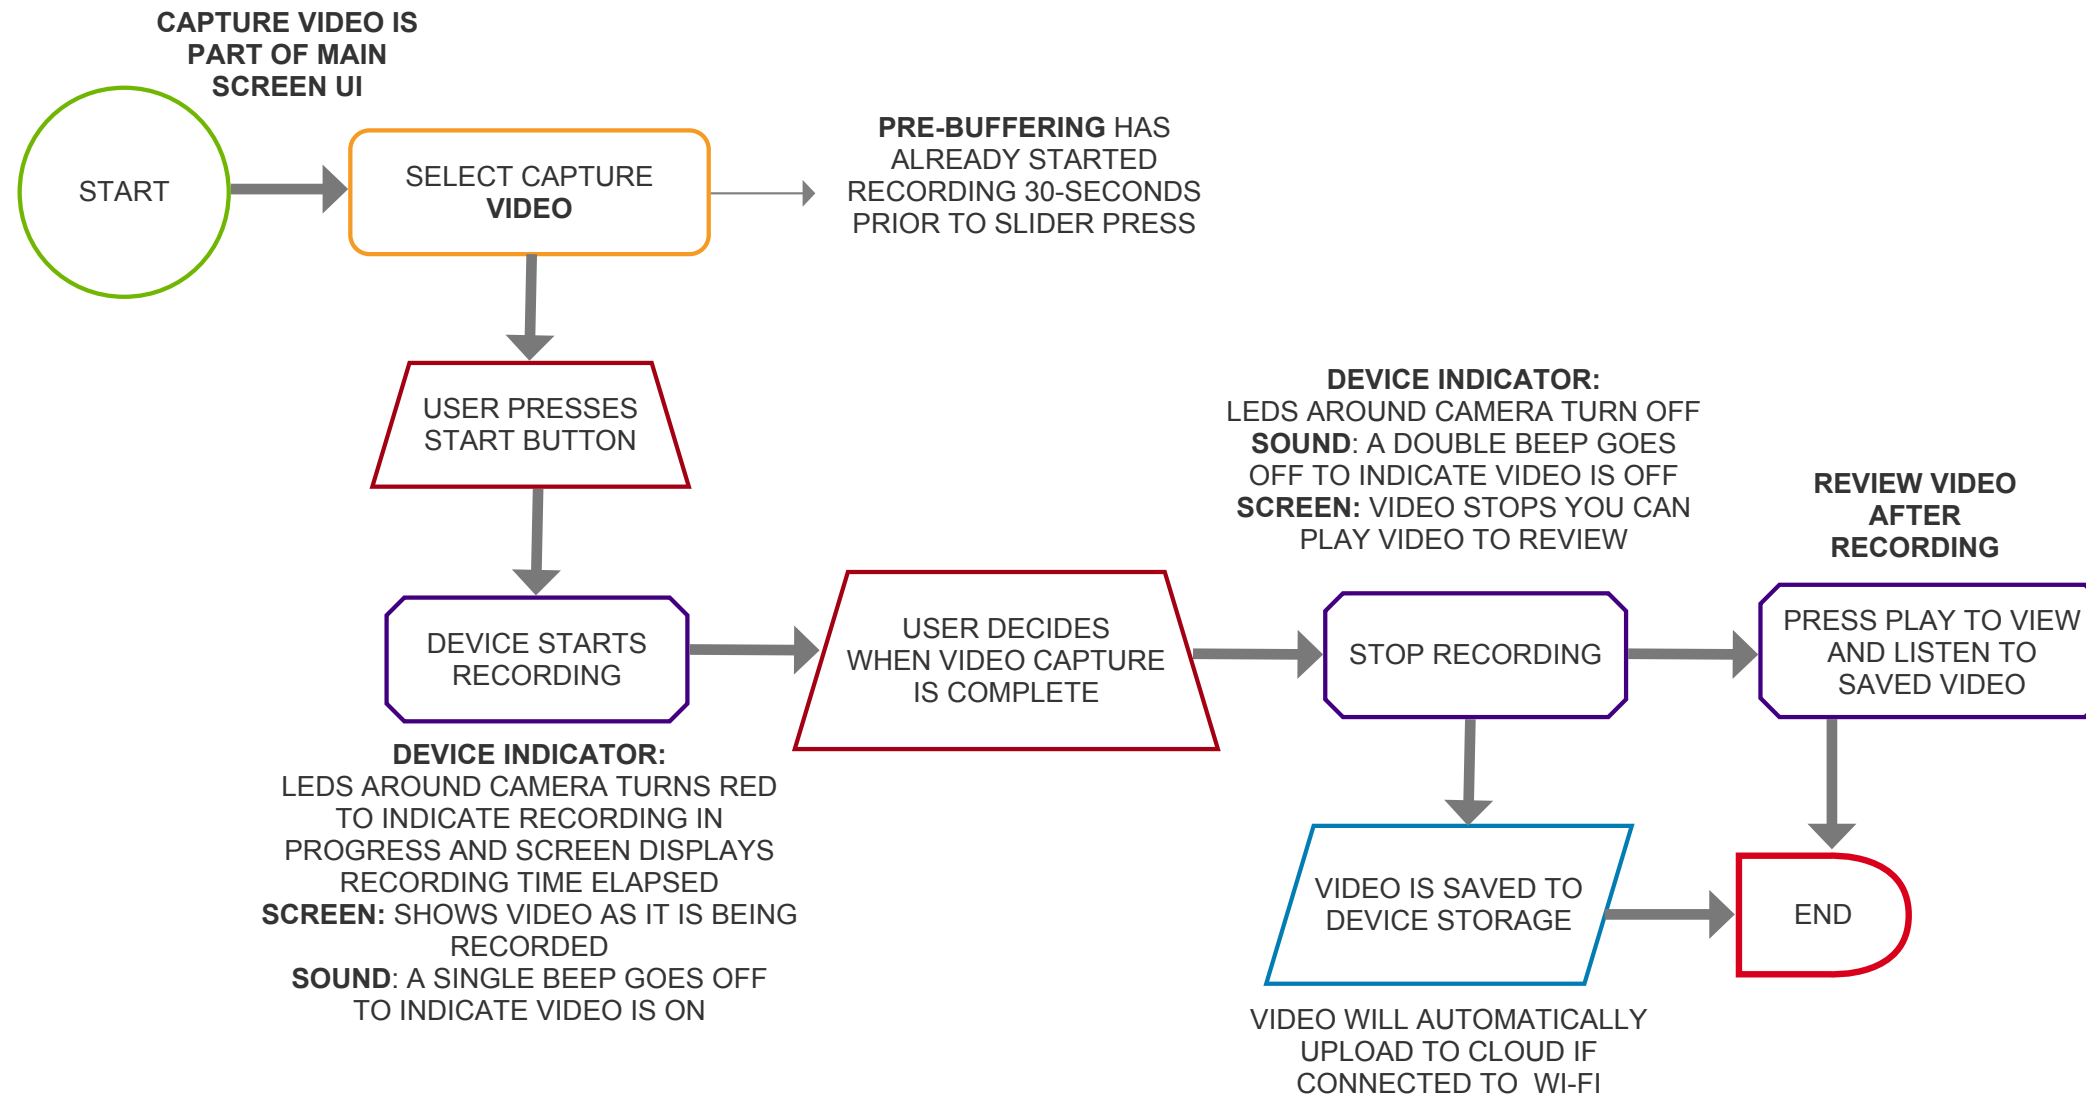 CAPTURE VIDEO IS
PART OF MAIN
SCREEN UI
START
SELECT CAPTURE
VIDEO
PRE-BUFFERING HAS
ALREADY STARTED
RECORDING 30-SECONDS
PRIOR TO SLIDER PRESS
USER PRESSES
START BUTTON
DEVICE STARTS
RECORDING
DEVICE INDICATOR:
LEDS AROUND CAMERA TURNS RED
TO INDICATE RECORDING IN
PROGRESS AND SCREEN DISPLAYS
RECORDING TIME ELAPSED
SCREEN: SHOWS VIDEO AS IT IS BEING
RECORDED
SOUND: A SINGLE BEEP GOES OFF
TO INDICATE VIDEO IS ON
USER DECIDES
WHEN VIDEO CAPTURE
IS COMPLETE
DEVICE INDICATOR:
LEDS AROUND CAMERA TURN OFF
SOUND: A DOUBLE BEEP GOES
OFF TO INDICATE VIDEO IS OFF
SCREEN: VIDEO STOPS YOU CAN
PLAY VIDEO TO REVIEW
STOP RECORDING
REVIEW VIDEO
AFTER
RECORDING
PRESS PLAY TO VIEW
AND LISTEN TO
SAVED VIDEO
VIDEO IS SAVED TO
DEVICE STORAGE
VIDEO WILL AUTOMATICALLY
UPLOAD TO CLOUD IF
CONNECTED TO  WI-FI
END